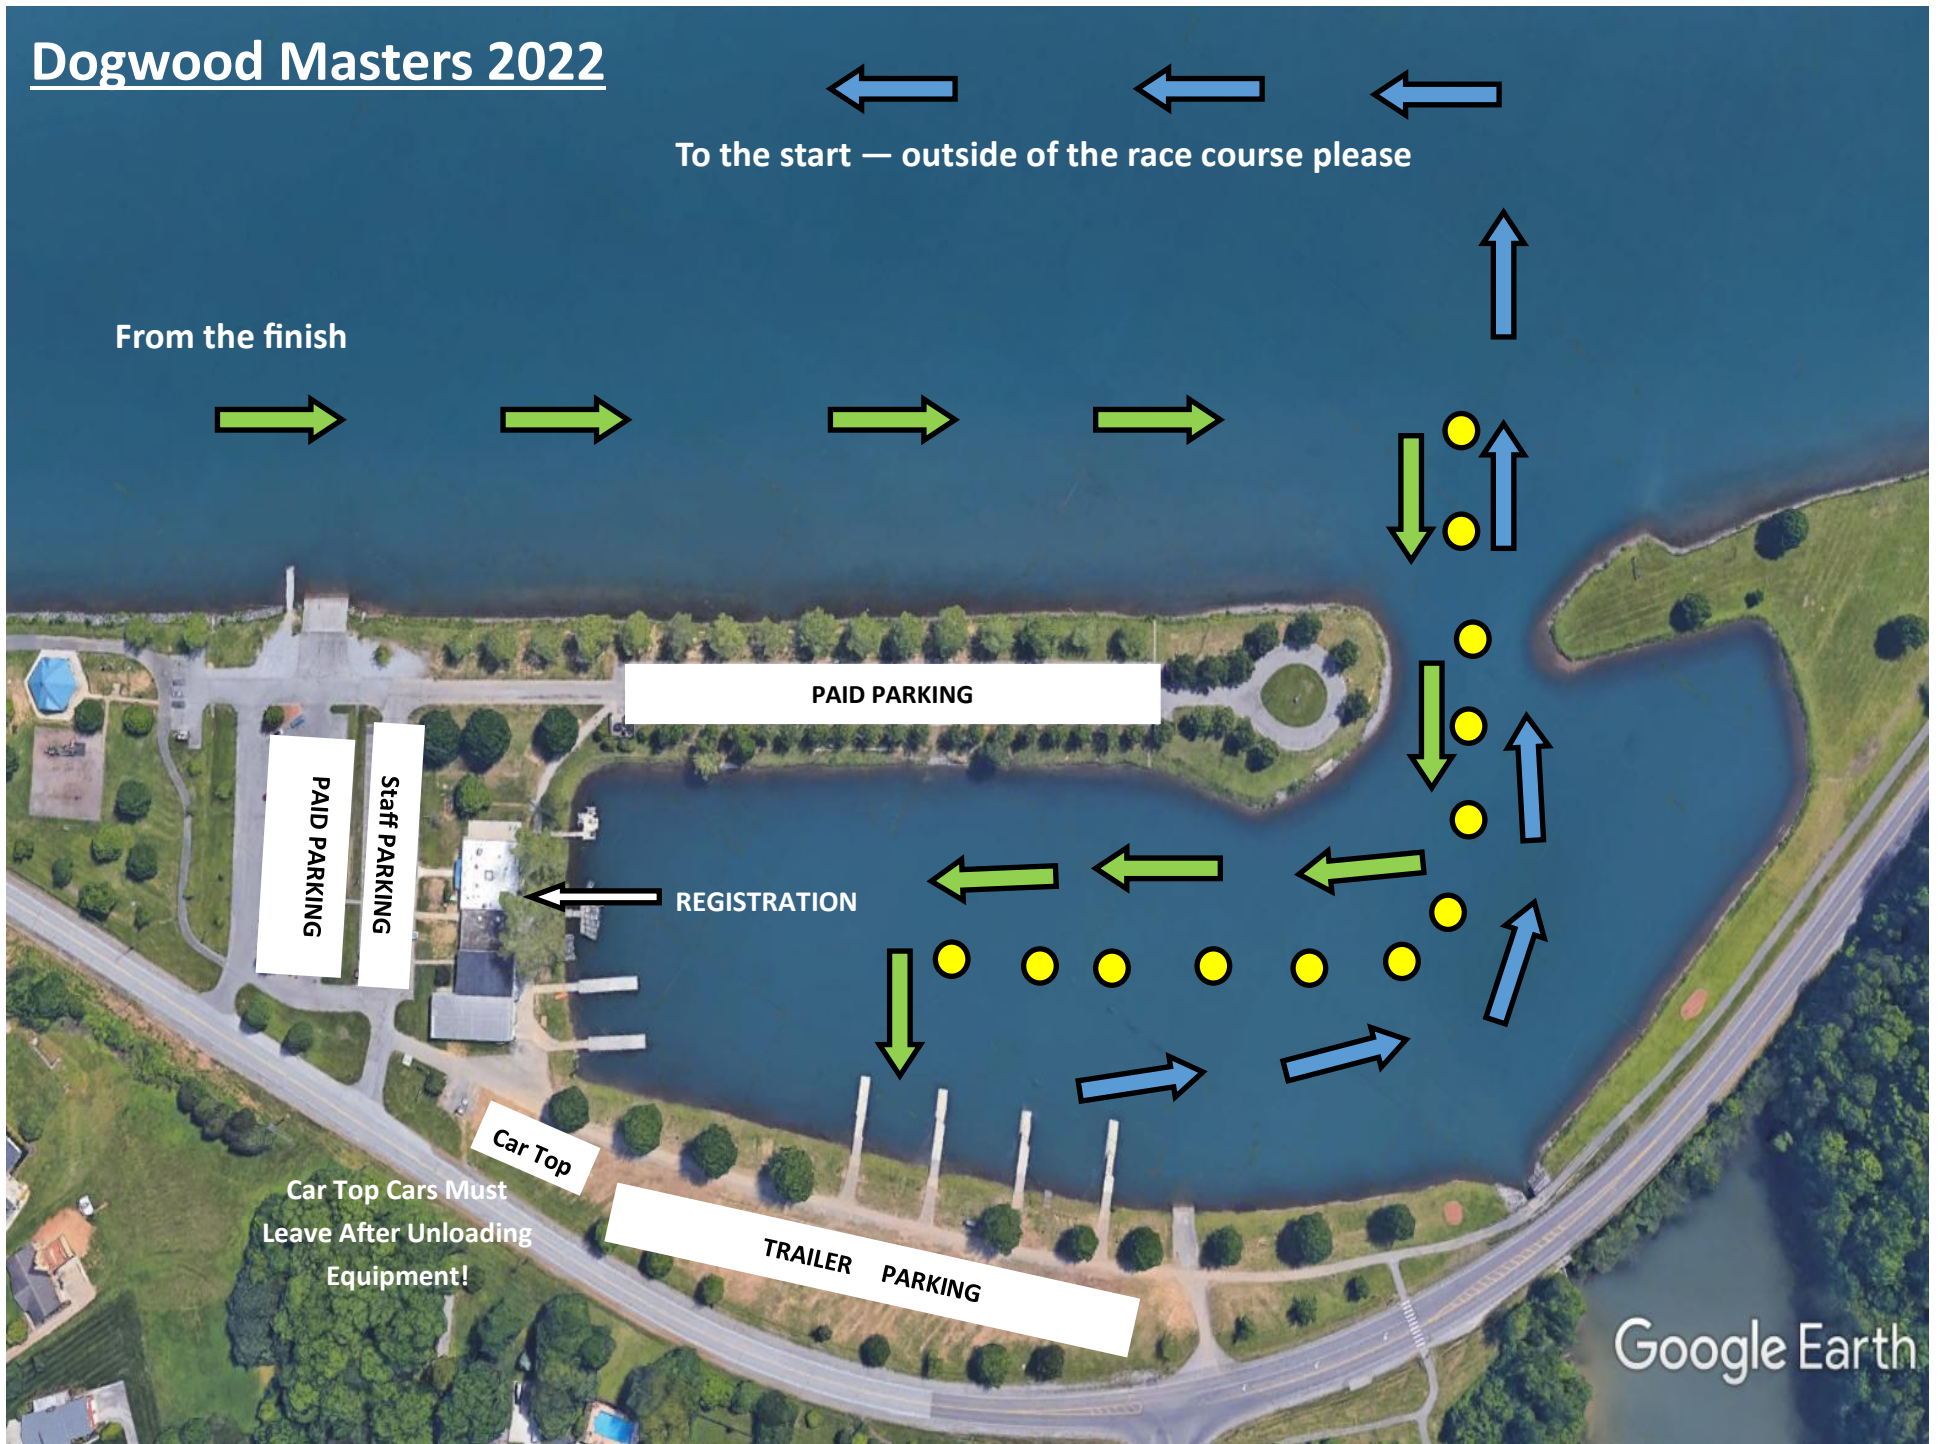 Dogwood Masters 2022
To the start — outside of the race course please
From the finish
PAID PARKING
PAID PARKING
Staff PARKING
REGISTRATION
Car Top
Car Top Cars Must
Leave After Unloading
Equipment!
TRAILER PARKING
Google Earth